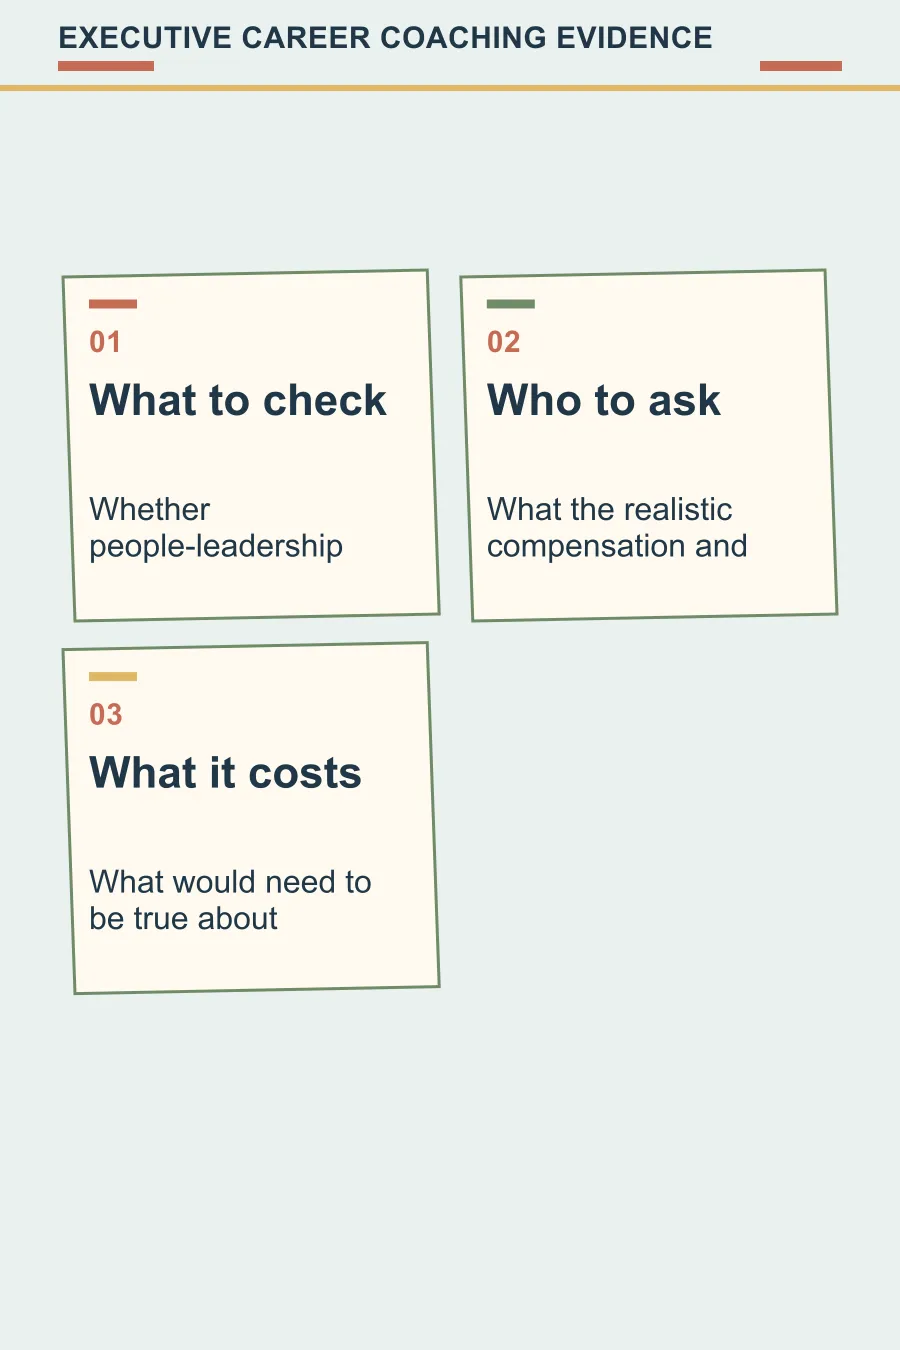 EXECUTIVE CAREER COACHING EVIDENCE
01
What to check
Whether
people-leadership
02
Who to ask
What the realistic
compensation and
03
What it costs
What would need to
be true about